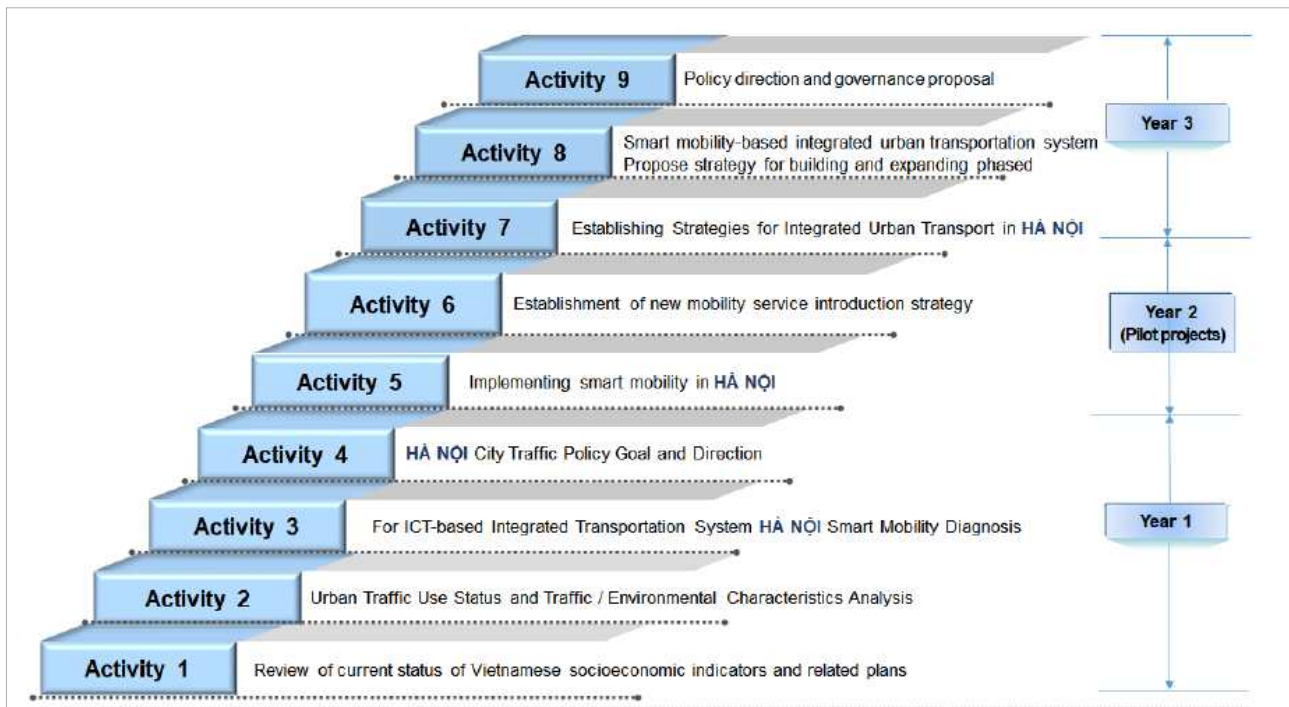 Activity 9
Policy direction and governance proposal
Year 3
Activity 8
Smart mobility-based integrated urban transportation system
Propose strategy for building and expanding phased
Activity 7
Establishing Strategies for Integrated Urban Transport in HÀ NỘI
Activity 6
Establishment of new mobility service introduction strategy
Year 2
(Pilot projects)
Activity 5
Implementing smart mobility in HÀ NỘI
Activity 4
HÀ NỘI City Traffic Policy Goal and Direction
Activity 3
For ICT-based Integrated Transportation System HÀ NỘI Smart Mobility Diagnosis
Year 1
Activity 2
Urban Traffic Use Status and Traffic / Environmental Characteristics Analysis
Activity 1
Review of current status of Vietnamese socioeconomic indicators and related plans